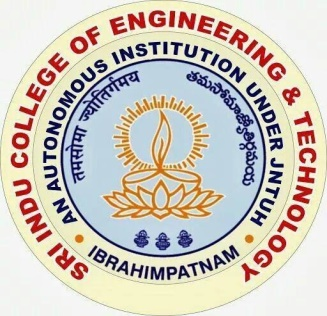 SRI INDU COLLEGE OF ENGINEERING & TECHNOLOGY
AN AUTONOMOUS INSTITUTION UNDER JNTUH
तमसोमा ज्योतिर्गमय
తమసోమాజ్యోతిర్గమయ
IBRAHIMPATNAM